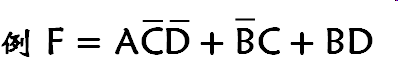 例 F = AC̅D̅ + B̅C + BD